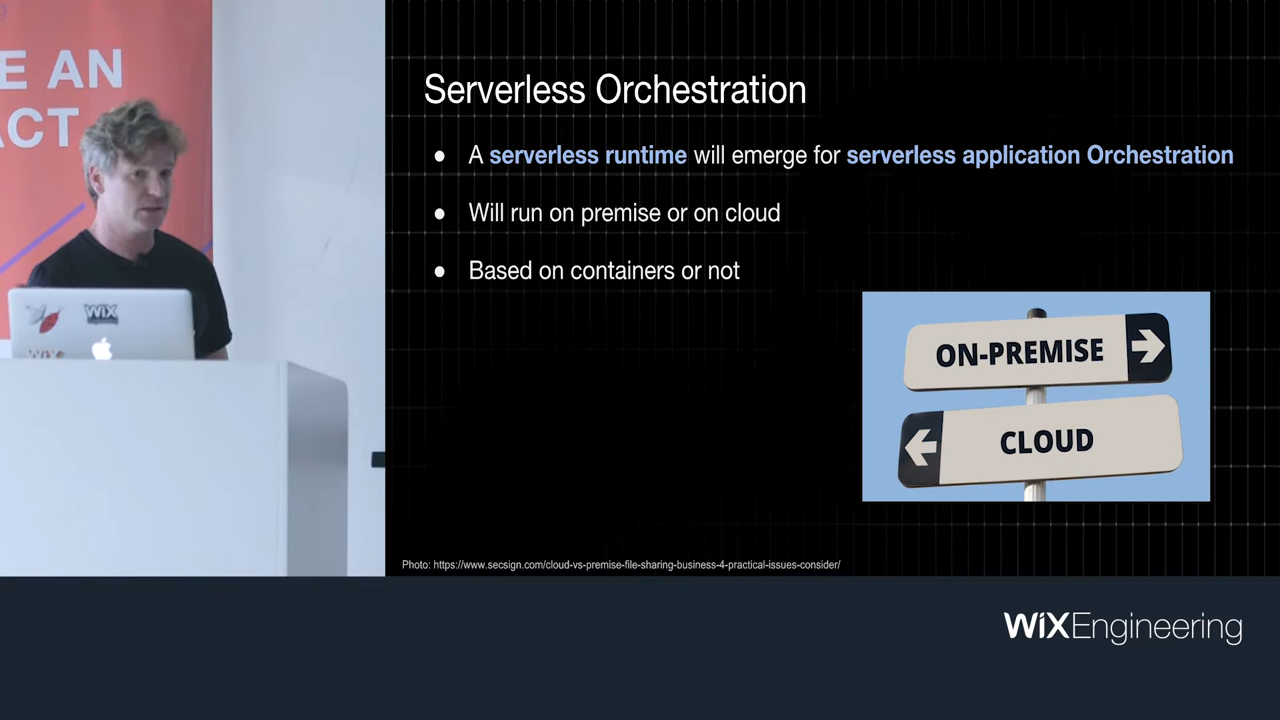 E AN
ACT
WiX
Engineering
WiX
Serverless Orchestration
● A serverless runtime will emerge for serverless application Orchestration
● Will run on premise or on cloud
● Based on containers or not
ON-PREMISE
CLOUD
Photo: https://www.secsign.com/cloud-vs-premise-file-sharing-business-4-practical-issues-consider/
WiXEngineering